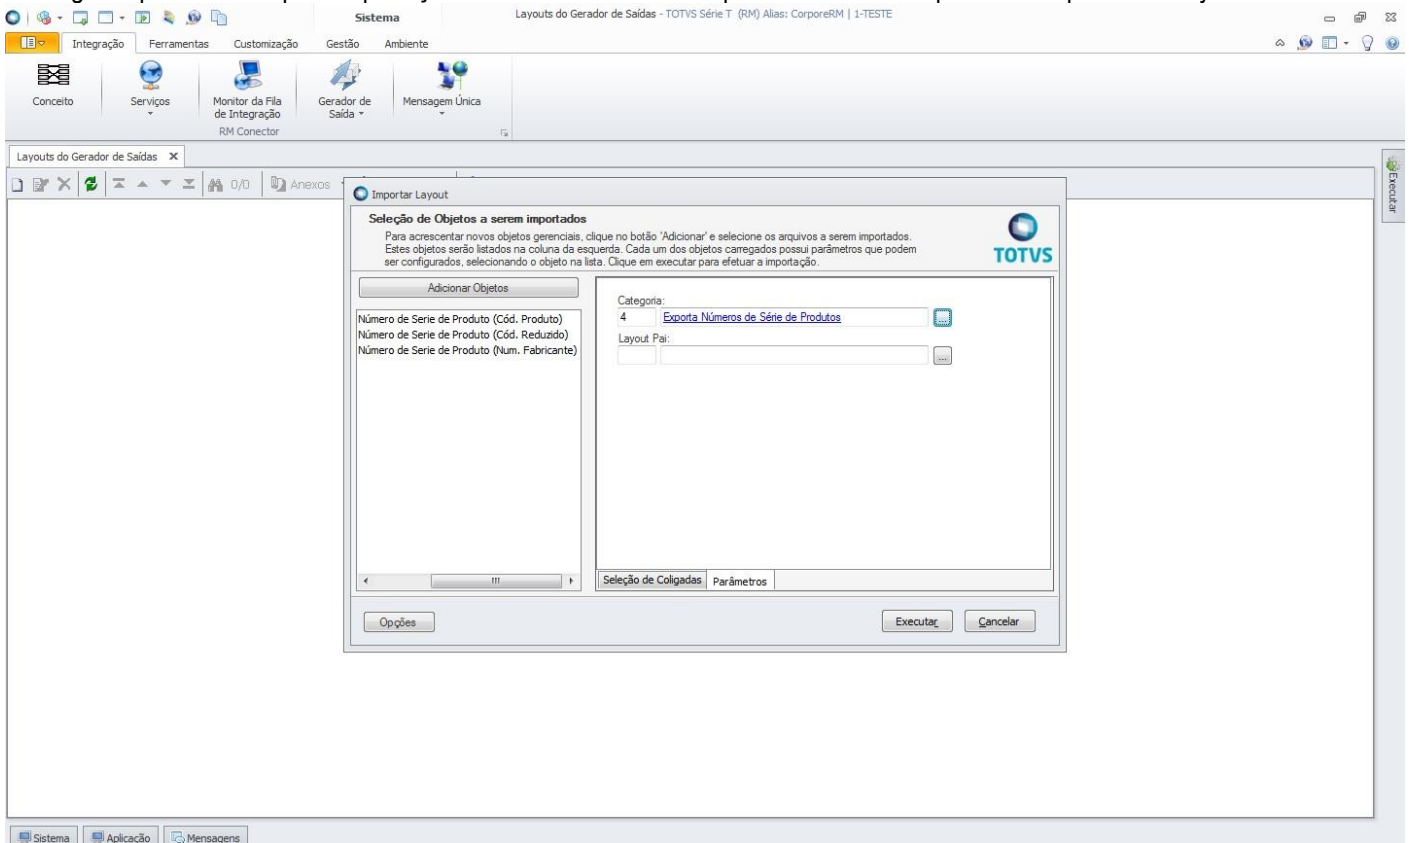 Sistema
Layouts do Gerador de Saídas - TOTVS Série T (RM) Alias: CorporeRM | 1-TESTE
Integração Ferramentas Customização Gestão Ambiente
Conceito Serviços Monitor da Fila de Integração Gerador de Saída Mensagem Única
RM Conector
Layouts do Gerador de Saídas X
0/0 Anexos
Executar
Importar Layout
Seleção de Objetos a serem importados
Para acrescentar novos objetos gerenciais, clique no botão 'Adicionar' e selecione os arquivos a serem importados.
Estes objetos serão listados na coluna da esquerda. Cada um dos objetos carregados possui parâmetros que podem
ser configurados, selecionando o objeto na lista. Clique em executar para efetuar a importação.
TOTVS
Adicionar Objetos
Número de Serie de Produto (Cód. Produto)
Número de Serie de Produto (Cód. Reduzido)
Número de Serie de Produto (Num. Fabricante)
Categoria:
4 Exporta Números de Série de Produtos ...
Layout Pai:
...
Seleção de Coligadas Parâmetros
Opções Executar Cancelar
Sistema Aplicação Mensagens